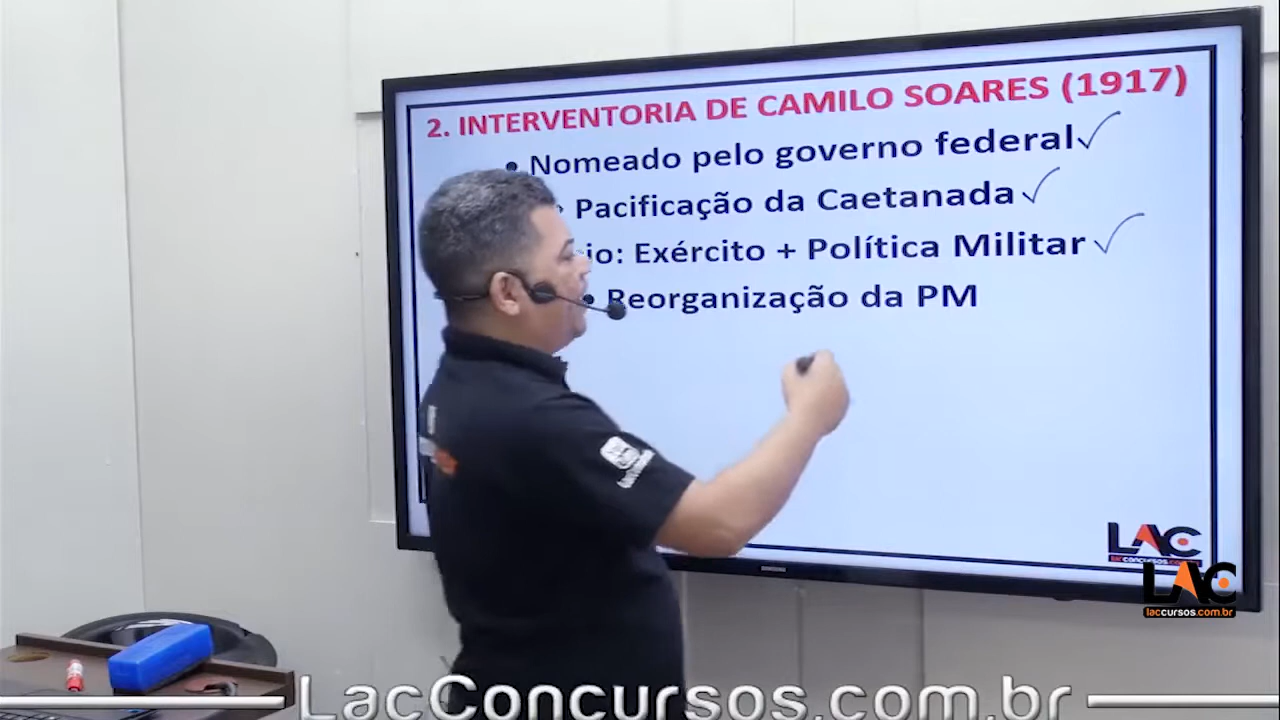 2. INTERVENTORIA DE CAMILO SOARES (1917)
• Nomeado pelo governo federal
Pacificação da Caetanada
Exército + Política Militar
• Reorganização da PM
LAC
LACCONCURSOS.COM.BR
SAMSUNG
LAC
laccursos.com.br
LacConcursos.com.br